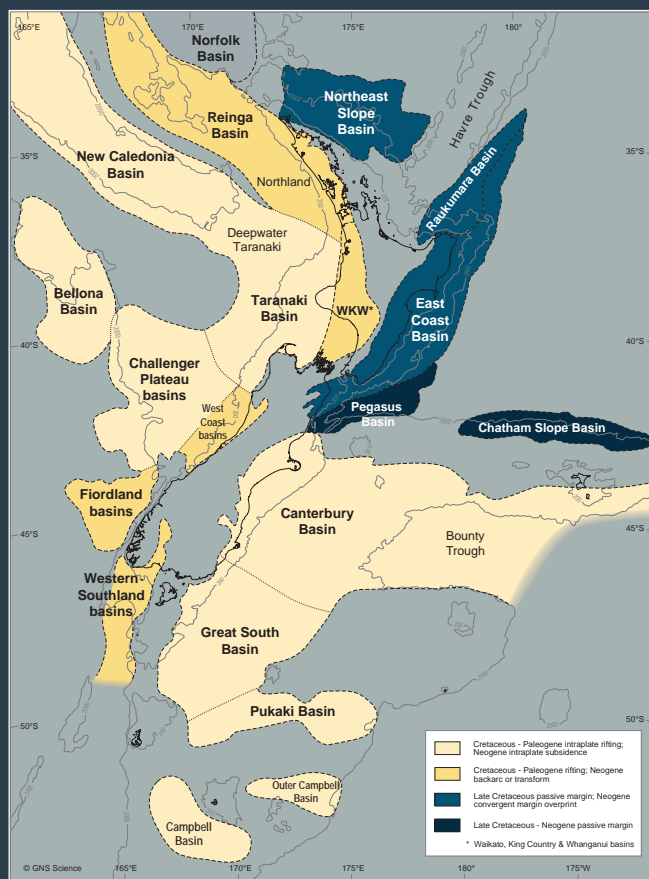 165°E
170°E
175°E
180°
Norfolk
Basin
Northeast
Slope
Basin
Havre Trough
Reinga
Basin
35°S
35°S
New Caledonia
Basin
Northland
Raukumara Basin
Deepwater
Taranaki
Bellona
Basin
Taranaki
Basin
WKW*
East
Coast
Basin
40°S
40°S
Challenger
Plateau
basins
West
Coast
basins
Pegasus
Basin
Chatham Slope Basin
Fiordland
basins
Canterbury
Basin
45°S
45°S
Bounty
Trough
Western
Southland
basins
Great South
Basin
Pukaki Basin
50°S
50°S
Outer Campbell
Basin
Campbell
Basin
Cretaceous - Paleogene intraplate rifting;
Neogene intraplate subsidence
Cretaceous - Paleogene rifting; Neogene
backarc or transform
Late Cretaceous passive margin; Neogene
convergent margin overprint
Late Cretaceous - Neogene passive margin
* Waikato, King Country & Whanganui basins
© GNS Science
165°E
170°E
175°E
180°
175°W